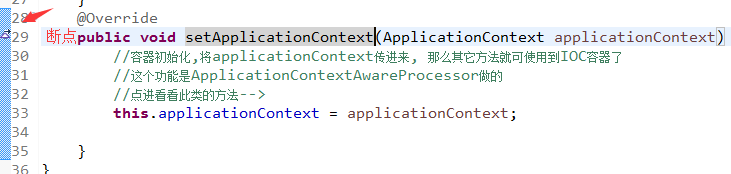 }
28 @Override
29 断点public void setApplicationContext(ApplicationContext applicationContext)
30 //容器初始化,将applicationContext传进来, 那么其它方法就可使用到IOC容器了
31 //这个功能是ApplicationContextAwareProcessor做的
32 //点进看看此类的方法-->
33 this.applicationContext = applicationContext;
34
35 }
36 }